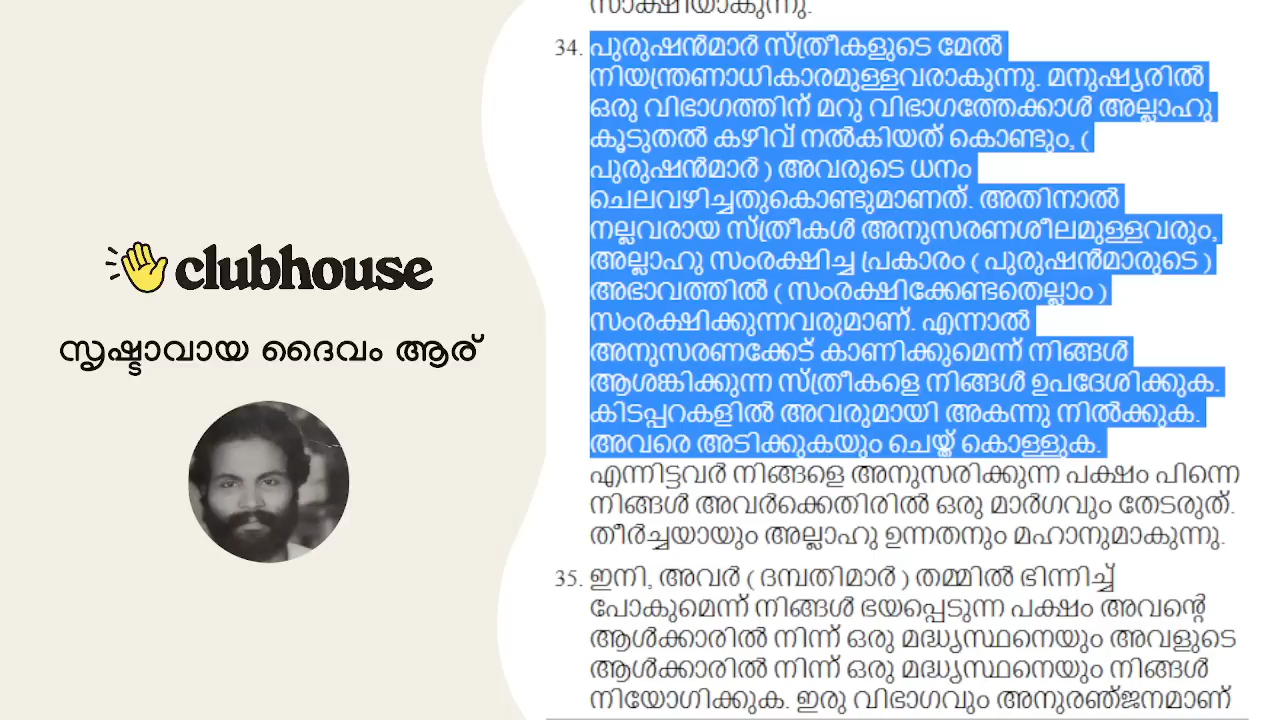 clubhouse
സൃഷ്ടാവായ ദൈവം ആര്
സാക്ഷിയാകുന്നു.
34. പുരുഷൻമാർ സ്ത്രീകളുടെ മേൽ
നിയന്ത്രണാധികാരമുള്ളവരാകുന്നു. മനുഷ്യരിൽ
ഒരു വിഭാഗത്തിന് മറു വിഭാഗത്തേക്കാൾ അല്ലാഹു
കൂടുതൽ കഴിവ് നൽകിയത് കൊണ്ടും, (
പുരുഷൻമാർ ) അവരുടെ ധനം
ചെലവഴിച്ചതുകൊണ്ടുമാണത്. അതിനാൽ
നല്ലവരായ സ്ത്രീകൾ അനുസരണശീലമുള്ളവരും,
അല്ലാഹു സംരക്ഷിച്ച പ്രകാരം ( പുരുഷൻമാരുടെ )
അഭാവത്തിൽ ( സംരക്ഷിക്കേണ്ടതെല്ലാം )
സംരക്ഷിക്കുന്നവരുമാണ്. എന്നാൽ
അനുസരണക്കേട് കാണിക്കുമെന്ന് നിങ്ങൾ
ആശങ്കിക്കുന്ന സ്ത്രീകളെ നിങ്ങൾ ഉപദേശിക്കുക.
കിടപ്പറകളിൽ അവരുമായി അകന്നു നിൽക്കുക.
അവരെ അടിക്കുകയും ചെയ്ത് കൊള്ളുക.
എന്നിട്ടവർ നിങ്ങളെ അനുസരിക്കുന്ന പക്ഷം പിന്നെ
നിങ്ങൾ അവർക്കെതിരിൽ ഒരു മാർഗവും തേടരുത്.
തീർച്ചയായും അല്ലാഹു ഉന്നതനും മഹാനുമാകുന്നു.
35. ഇനി, അവർ ( ദമ്പതിമാർ ) തമ്മിൽ ഭിന്നിച്ച്
പോകുമെന്ന് നിങ്ങൾ ഭയപ്പെടുന്ന പക്ഷം അവന്റെ
ആൾക്കാരിൽ നിന്ന് ഒരു മദ്ധ്യസ്ഥനെയും അവളുടെ
ആൾക്കാരിൽ നിന്ന് ഒരു മദ്ധ്യസ്ഥനെയും നിങ്ങൾ
നിയോഗിക്കുക. ഇരു വിഭാഗവും അനുരഞ്ജനമാണ്